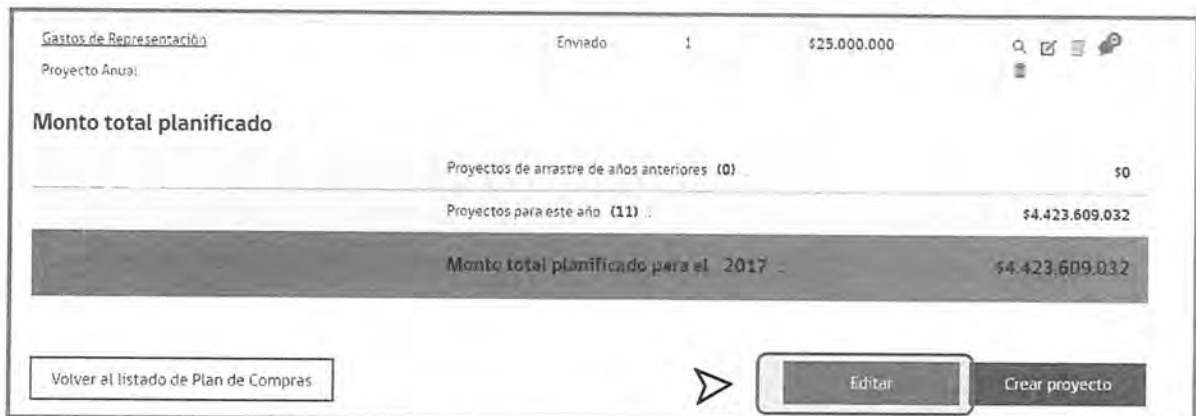 Gastos de Representación Enviado 1 $25.000.000
Proyecto Anual
Monto total planificado
Proyectos de arrastre de años anteriores (0) $0
Proyectos para este año (11) $4.423.609.032
Monto total planificado para el 2017 $4.423.609.032
Volver al listado de Plan de Compras Editar Crear proyecto